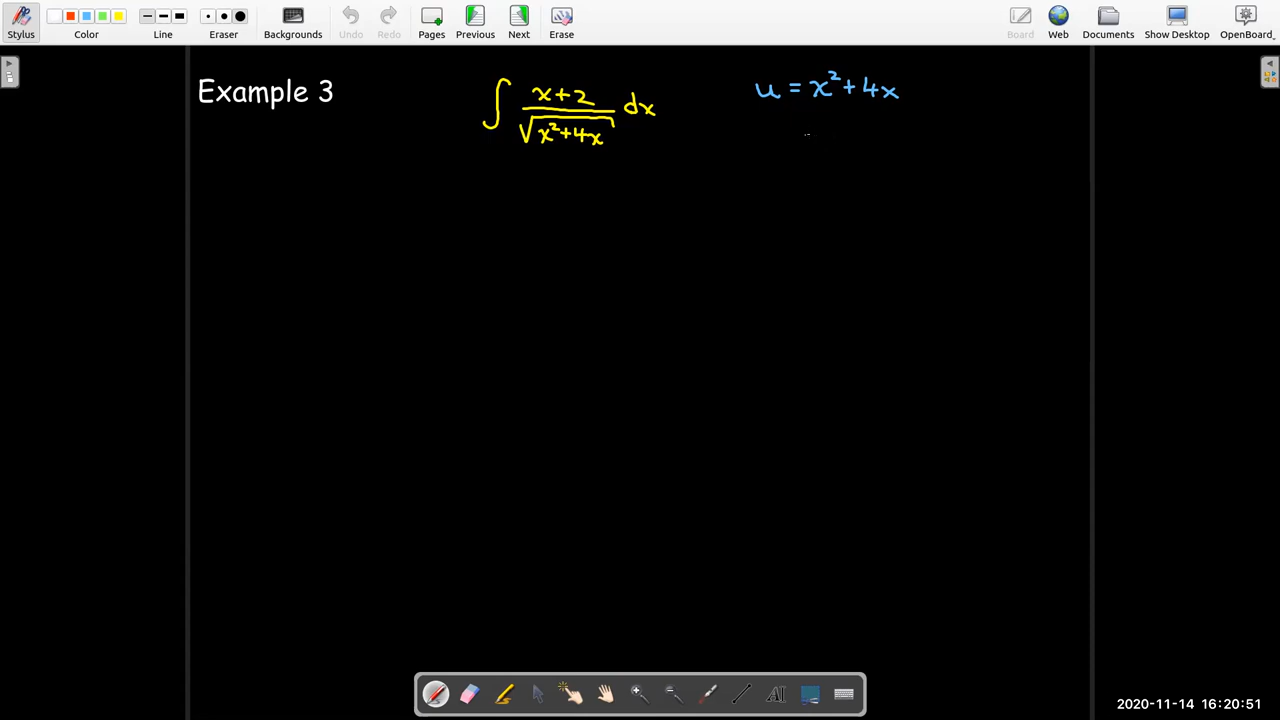 Stylus Color Line Eraser Backgrounds Undo Redo Pages Previous Next Erase Board Web Documents Show Desktop OpenBoard
Example 3
∫ x+2 / √(x²+4x) dx
u = x²+4x
AI
2020-11-14 16:20:51